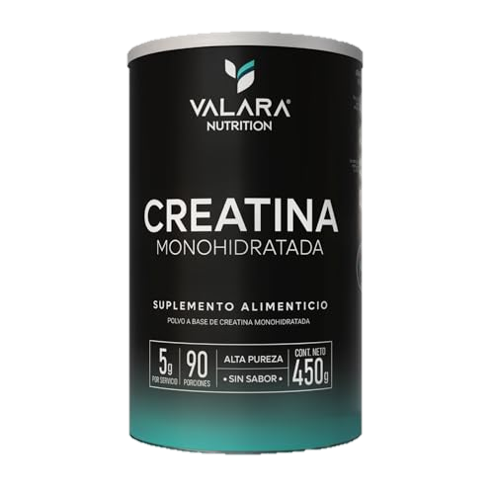 VALARA®
NUTRITION
CREATINA
MONOHIDRATADA
SUPLEMENTO ALIMENTICIO
POLVO A BASE DE CREATINA MONOHIDRATADA
5g
POR SERVICIO
90
PORCIONES
ALTA PUREZA
• SIN SABOR •
CONT. NETO
450g